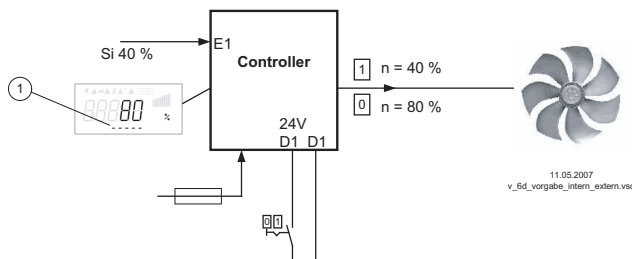 Si 40 %
E1
Controller
1 n = 40 %
0 n = 80 %
1
80
%
24V
D1 D1
0 1
11.05.2007
v_6d_vorgabe_intern_extern.vsd